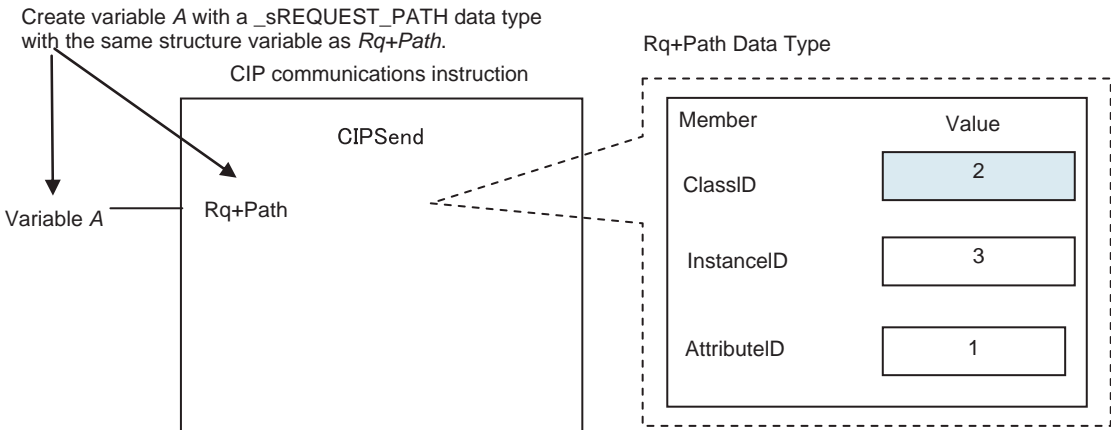 Create variable A with a _sREQUEST_PATH data type
with the same structure variable as Rq+Path.
CIP communications instruction
CIPSend
Rq+Path
Variable A
Rq+Path Data Type
Member Value
ClassID 2
InstanceID 3
AttributeID 1